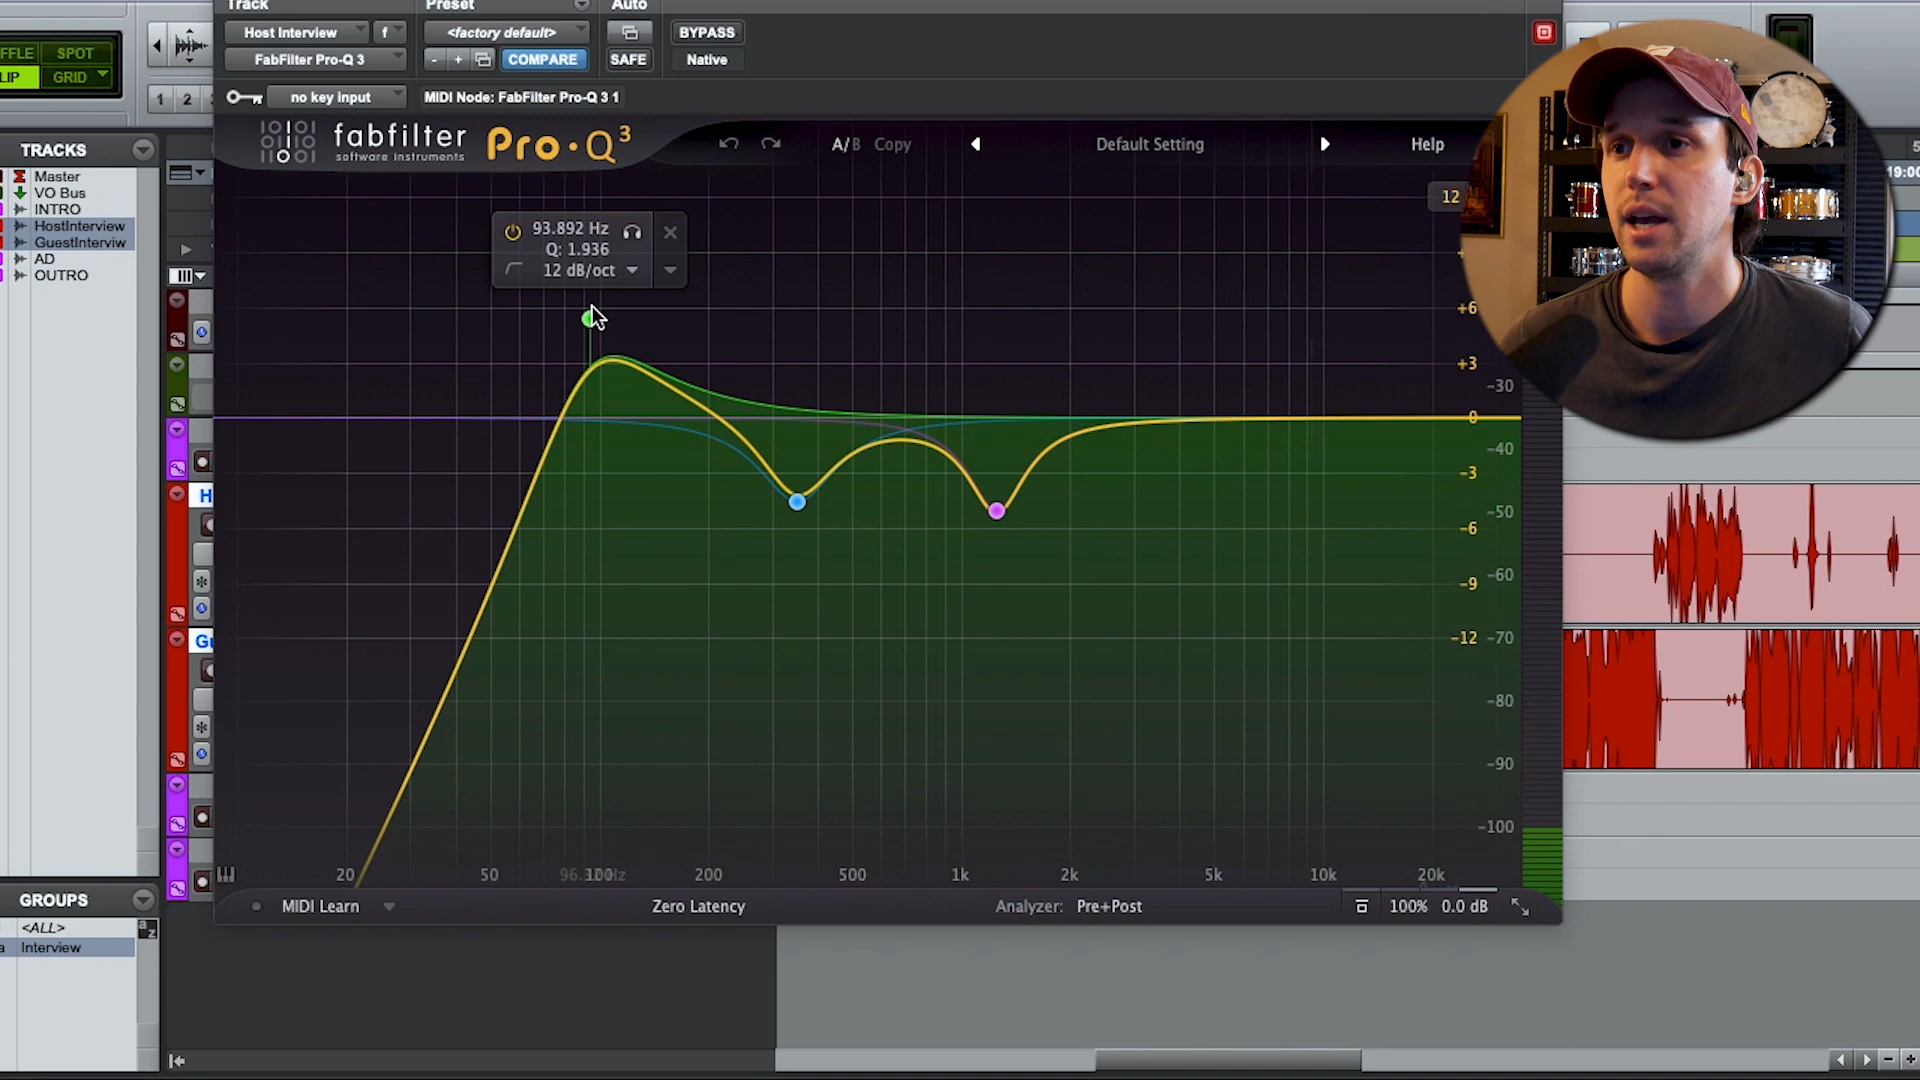 Track
Preset
Auto
Host Interview
f
<factory default>
BYPASS
FabFilter Pro-Q 3
- +
COMPARE
SAFE
Native
no key input
MIDI Node: FabFilter Pro-Q 3 1
SPOT
GRID
1 2
fabfilter
software instruments
Pro·Q3
A/B Copy
Default Setting
Help
TRACKS
Master
VO Bus
INTRO
HostInterview
GuestInterviw
AD
OUTRO
93.892 Hz
Q: 1.936
12 dB/oct
12
+6
+3
-30
0
-40
-3
-50
-6
-60
-9
-12 -70
-80
-90
-100
19:00
20 50 100 200 500 1k 2k 5k 10k 20k
MIDI Learn
Zero Latency
Analyzer: Pre+Post
100% 0.0 dB
GROUPS
<ALL>
a Interview